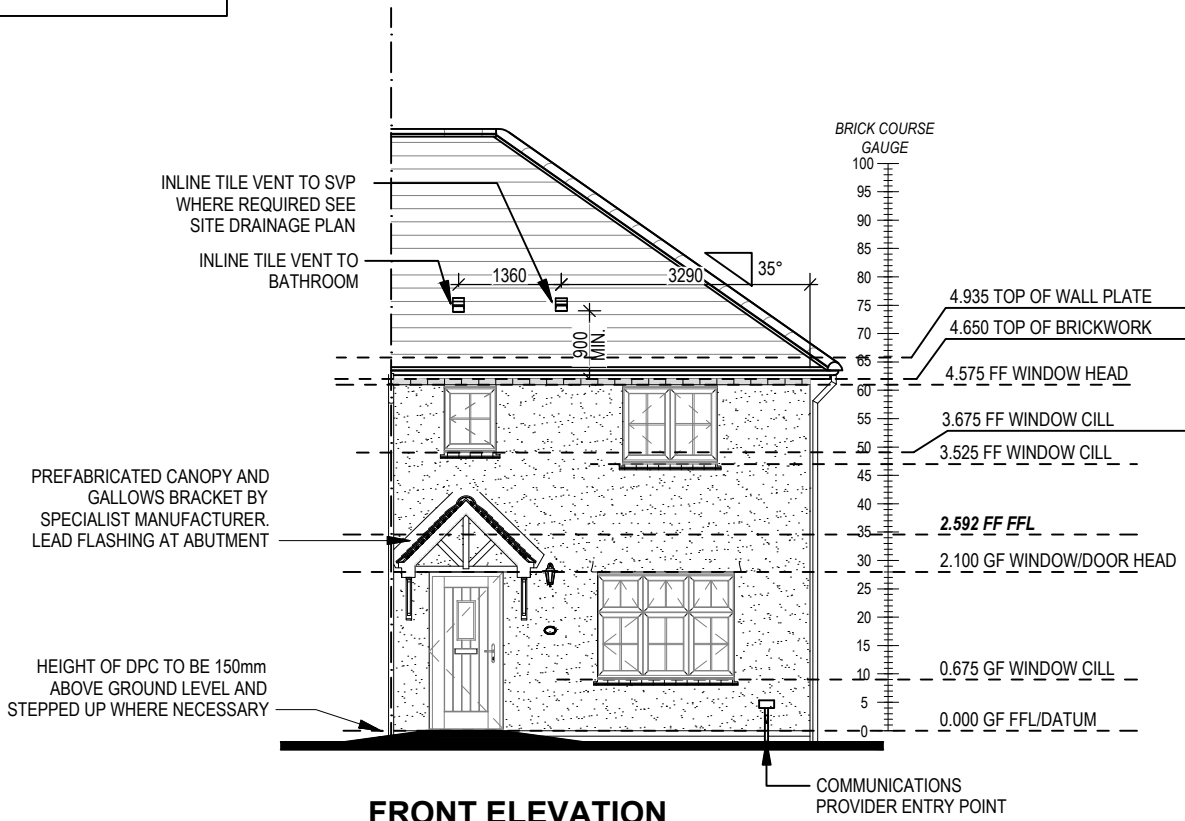 BRICK COURSE
GAUGE
100
95
90
85
80
75
70
65
60
55
50
45
40
35
30
25
20
15
10
5
0
INLINE TILE VENT TO SVP
WHERE REQUIRED SEE
SITE DRAINAGE PLAN
INLINE TILE VENT TO
BATHROOM
1360
3290
35°
900
MIN.
4.935 TOP OF WALL PLATE
4.650 TOP OF BRICKWORK
4.575 FF WINDOW HEAD
3.675 FF WINDOW CILL
3.525 FF WINDOW CILL
PREFABRICATED CANOPY AND
GALLOWS BRACKET BY
SPECIALIST MANUFACTURER.
LEAD FLASHING AT ABUTMENT
2.592 FF FFL
2.100 GF WINDOW/DOOR HEAD
HEIGHT OF DPC TO BE 150mm
ABOVE GROUND LEVEL AND
STEPPED UP WHERE NECESSARY
0.675 GF WINDOW CILL
0.000 GF FFL/DATUM
COMMUNICATIONS
PROVIDER ENTRY POINT
FRONT ELEVATION